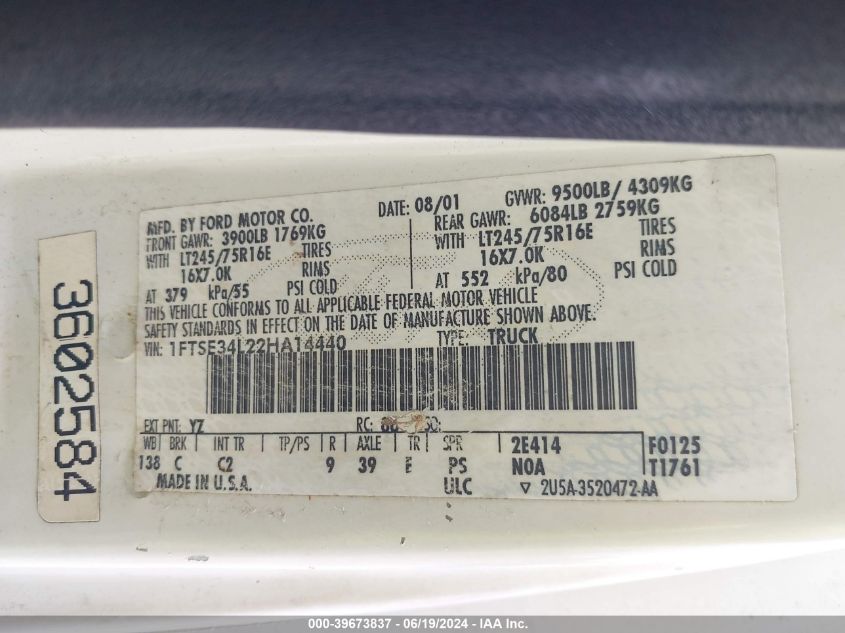 MFD. BY FORD MOTOR CO.
DATE: 08/01
GVWR: 9500LB/ 4309KG
FRONT GAWR: 3900LB 1769KG
REAR GAWR: 6084LB 2759KG
WITH LT245/75R16E TIRES
WITH LT245/75R16E TIRES
16X7.0K RIMS
16X7.0K RIMS
AT 379 kPa/55 PSI COLD
AT 552 kPa/80 PSI COLD
THIS VEHICLE CONFORMS TO ALL APPLICABLE FEDERAL MOTOR VEHICLE
SAFETY STANDARDS IN EFFECT ON THE DATE OF MANUFACTURE SHOWN ABOVE.
VIN: 1FTSE34L22HA14440
TYPE: TRUCK
EXT PNT: YZ RC:
WB BRK INT TR TP/PS R AXLE TR SPR 2E414 F0125
138 C C2 9 39 E PS N0A T1761
MADE IN U.S.A. ULC ▽ 2U5A-3520472-AA
3602584
000-39673837 - 06/19/2024 - IAA Inc.